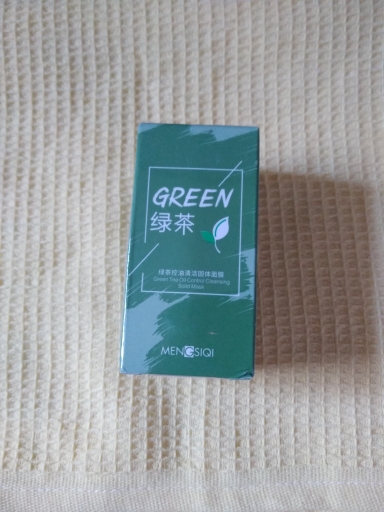 GREEN
绿茶
绿茶控油清洁固体面膜
Green Tea Oil Control Cleansing
Solid Mask
MENGSIQI